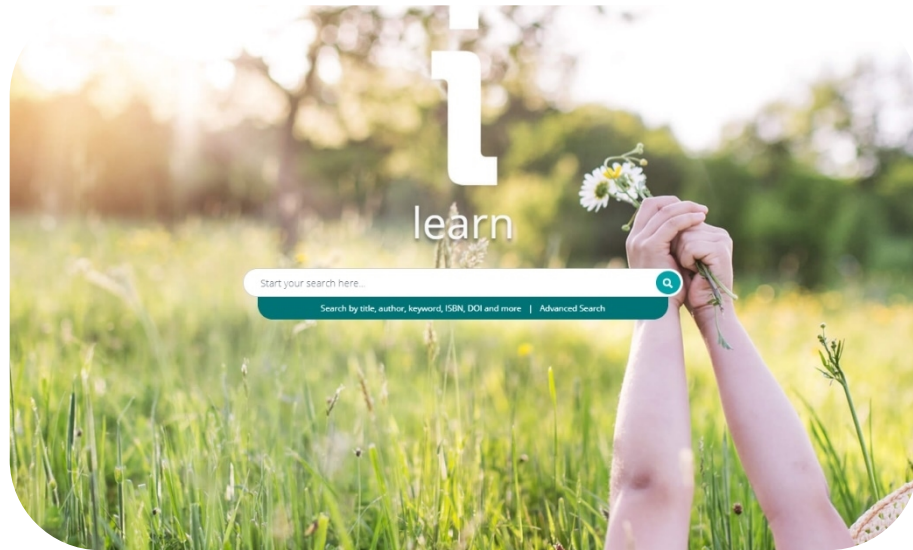 i
learn
Start your search here...
Search by title, author, keyword, ISBN, DOI and more | Advanced Search